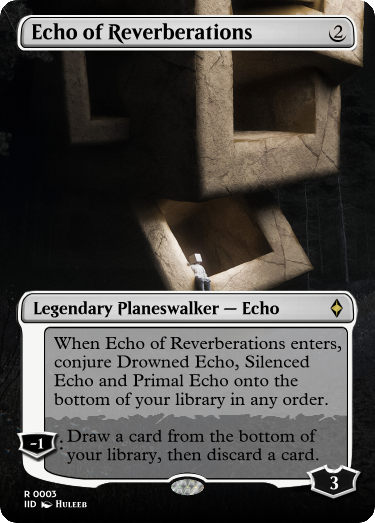 Echo of Reverberations 2
Legendary Planeswalker — Echo
When Echo of Reverberations enters,
conjure Drowned Echo, Silenced
Echo and Primal Echo onto the
bottom of your library in any order.
-1: Draw a card from the bottom of
your library, then discard a card.
3
R 0003
IID Huleeb